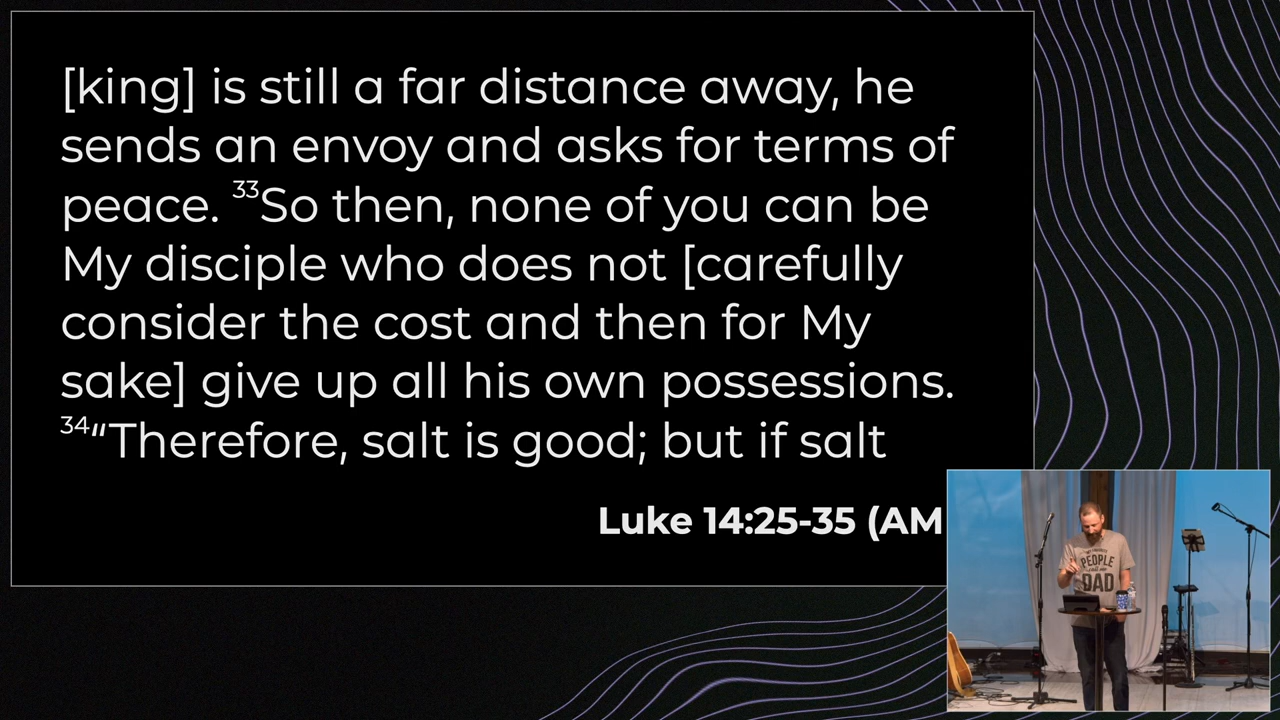 [king] is still a far distance away, he
sends an envoy and asks for terms of
peace. ³³So then, none of you can be
My disciple who does not [carefully
consider the cost and then for My
sake] give up all his own possessions.
³⁴“Therefore, salt is good; but if salt
Luke 14:25-35 (AM
PEOPLE
DAD